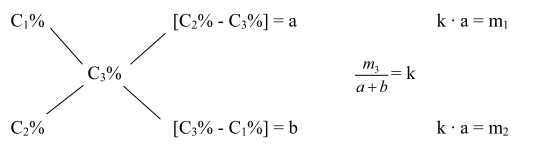 C₁% [C₂% - C₃%] = a k · a = m₁
C₃% m₃/(a+b) = k
C₂% [C₃% - C₁%] = b k · a = m₂